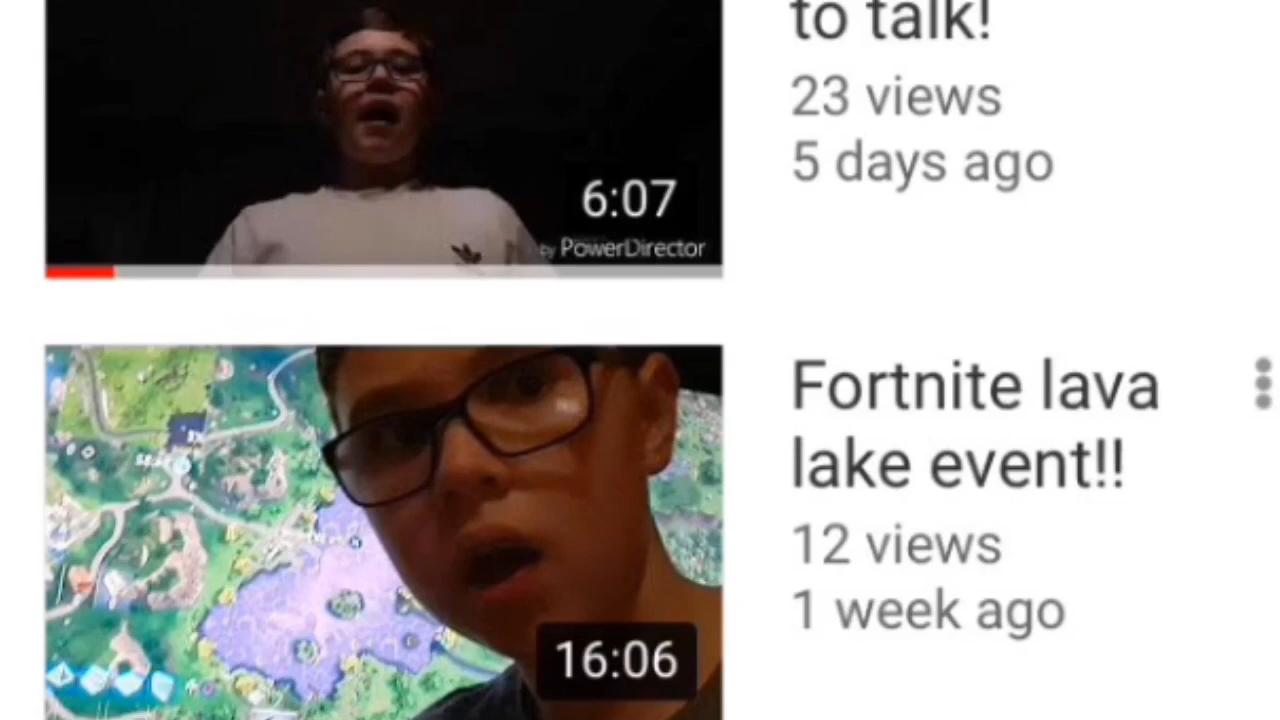 to talk!
23 views
5 days ago
6:07
by PowerDirector
Fortnite lava
lake event!!
12 views
1 week ago
16:06